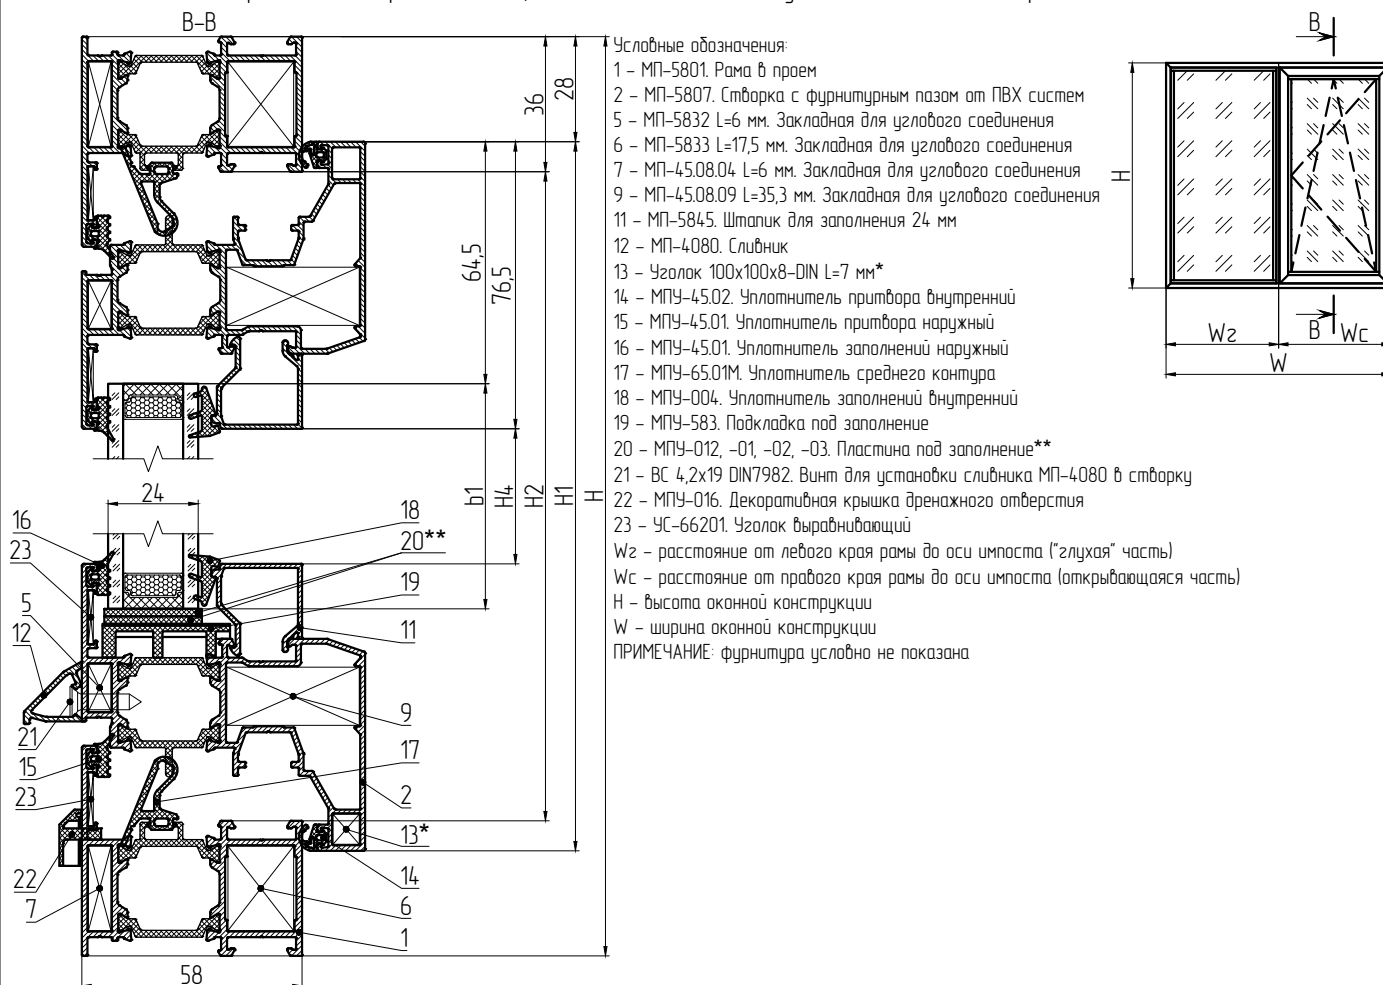 В-В
Условные обозначения:
1 - МП-5801. Рама в проем
2 - МП-5807. Створка с фурнитурным пазом от ПВХ систем
5 - МП-5832 L=6 мм. Закладная для углового соединения
6 - МП-5833 L=17,5 мм. Закладная для углового соединения
7 - МП-45.08.04 L=6 мм. Закладная для углового соединения
9 - МП-45.08.09 L=35,3 мм. Закладная для углового соединения
11 - МП-5845. Штапик для заполнения 24 мм
12 - МП-4080. Сливник
13 - Уголок 100х100х8-DIN L=7 мм*
14 - МПУ-45.02. Уплотнитель притвора внутренний
15 - МПУ-45.01. Уплотнитель притвора наружный
16 - МПУ-45.01. Уплотнитель заполнений наружный
17 - МПУ-65.01М. Уплотнитель среднего контура
18 - МПУ-004. Уплотнитель заполнений внутренний
19 - МПУ-583. Подкладка под заполнение
20 - МПУ-012, -01, -02, -03. Пластина под заполнение**
21 - ВС 4,2х19 DIN7982. Винт для установки сливника МП-4080 в створку
22 - МПУ-016. Декоративная крышка дренажного отверстия
23 - УС-66201. Уголок выравнивающий
Wг - расстояние от левого края рамы до оси импоста ("глухая" часть)
Wс - расстояние от правого края рамы до оси импоста (открывающаяся часть)
Н - высота оконной конструкции
W - ширина оконной конструкции
ПРИМЕЧАНИЕ: фурнитура условно не показана
36
28
64,5
76,5
b1
H4
H2
H1
H
24
16
23
5
12
21
15
23
22
7
18
20**
19
11
9
17
2
13*
14
6
1
58
В
H
В
Wг
Wс
W